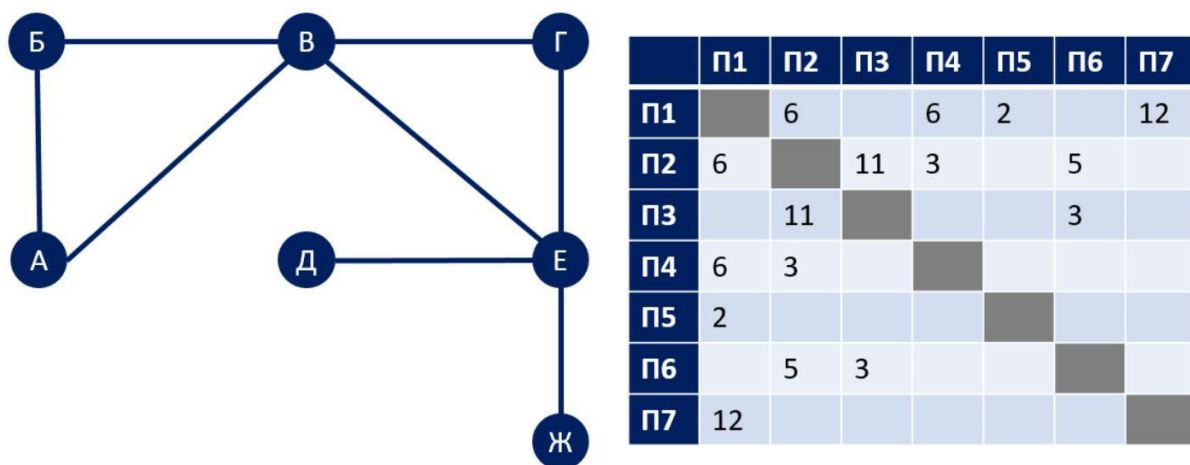 Б В Г
А Д Е
Ж
П1 П2 П3 П4 П5 П6 П7
П1 6 6 2 12
П2 6 11 3 5
П3 11 3
П4 6 3
П5 2
П6 5 3
П7 12